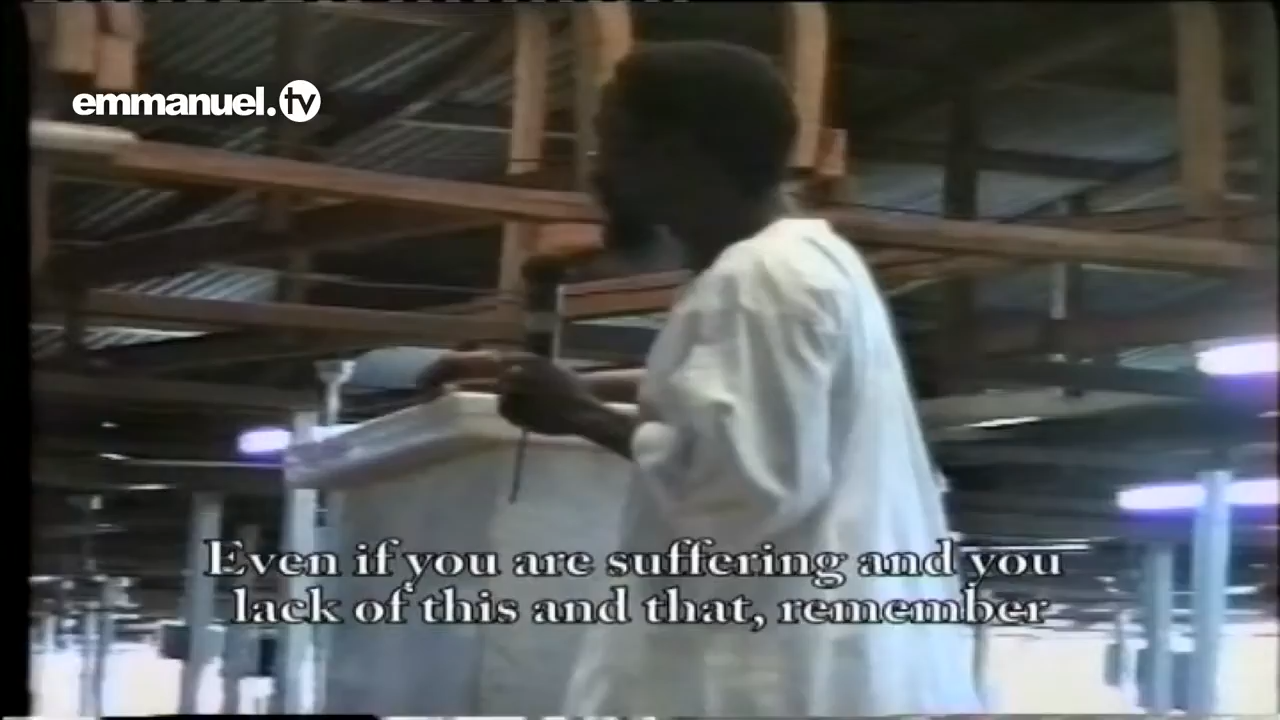 emmanuel.tv
Even if you are suffering and you
lack of this and that, remember